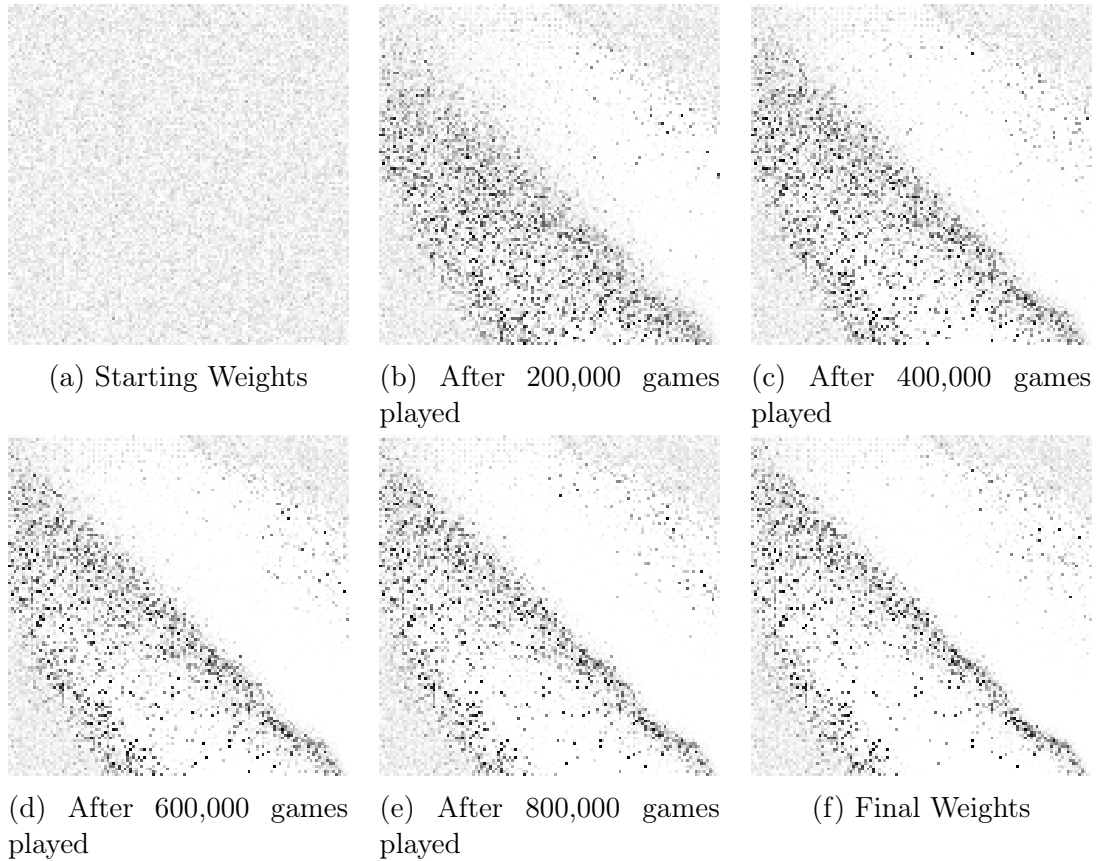 (a) Starting Weights
(b) After 200,000 games
played
(c) After 400,000 games
played
(d) After 600,000 games
played
(e) After 800,000 games
played
(f) Final Weights